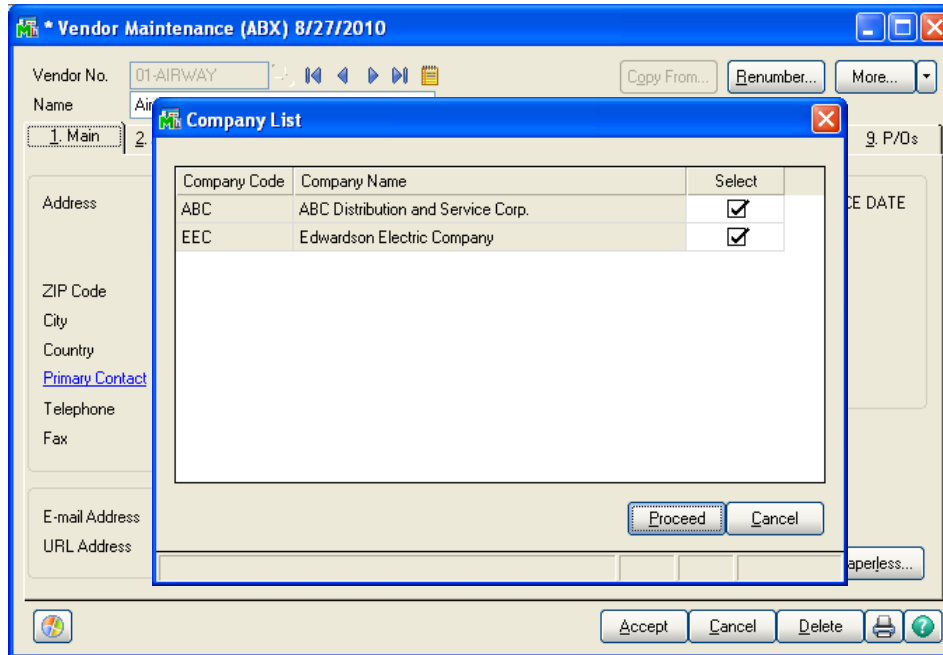 * Vendor Maintenance (ABX) 8/27/2010
Vendor No. 01-AIRWAY Copy From... Renumber... More...
Name Air
1. Main 2. 9. P/Os
Company List
Company Code Company Name Select
ABC ABC Distribution and Service Corp.
EEC Edwardson Electric Company
Address CE DATE
ZIP Code
City
Country
Primary Contact
Telephone
Fax
E-mail Address
URL Address
Proceed Cancel
aperless...
Accept Cancel Delete